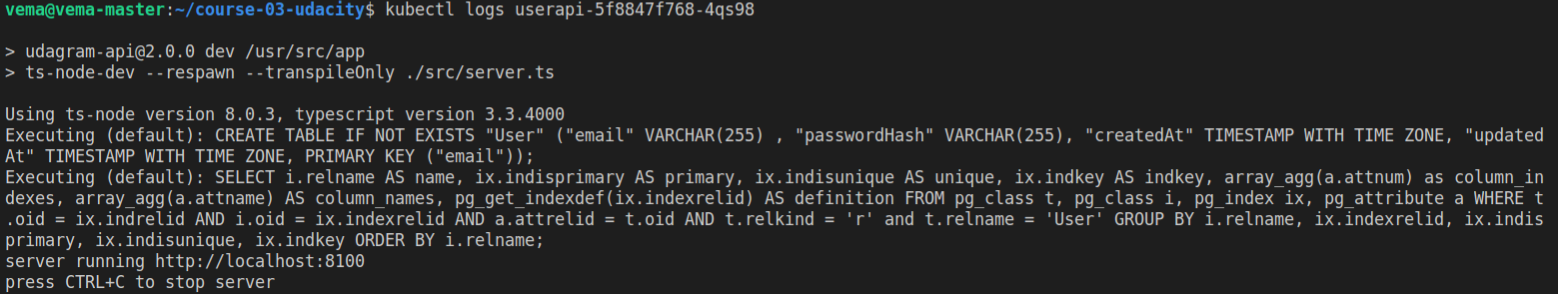 vema@vema-master:~/course-03-udacity$ kubectl logs userapi-5f8847f768-4qs98
> udagram-api@2.0.0 dev /usr/src/app
> ts-node-dev --respawn --transpileOnly ./src/server.ts
Using ts-node version 8.0.3, typescript version 3.3.4000
Executing (default): CREATE TABLE IF NOT EXISTS "User" ("email" VARCHAR(255) , "passwordHash" VARCHAR(255), "createdAt" TIMESTAMP WITH TIME ZONE, "updated
At" TIMESTAMP WITH TIME ZONE, PRIMARY KEY ("email"));
Executing (default): SELECT i.relname AS name, ix.indisprimary AS primary, ix.indisunique AS unique, ix.indkey AS indkey, array_agg(a.attnum) as column_in
dexes, array_agg(a.attname) AS column_names, pg_get_indexdef(ix.indexrelid) AS definition FROM pg_class t, pg_class i, pg_index ix, pg_attribute a WHERE t
.oid = ix.indrelid AND i.oid = ix.indexrelid AND a.attrelid = t.oid AND t.relkind = 'r' and t.relname = 'User' GROUP BY i.relname, ix.indexrelid, ix.indis
primary, ix.indisunique, ix.indkey ORDER BY i.relname;
server running http://localhost:8100
press CTRL+C to stop server